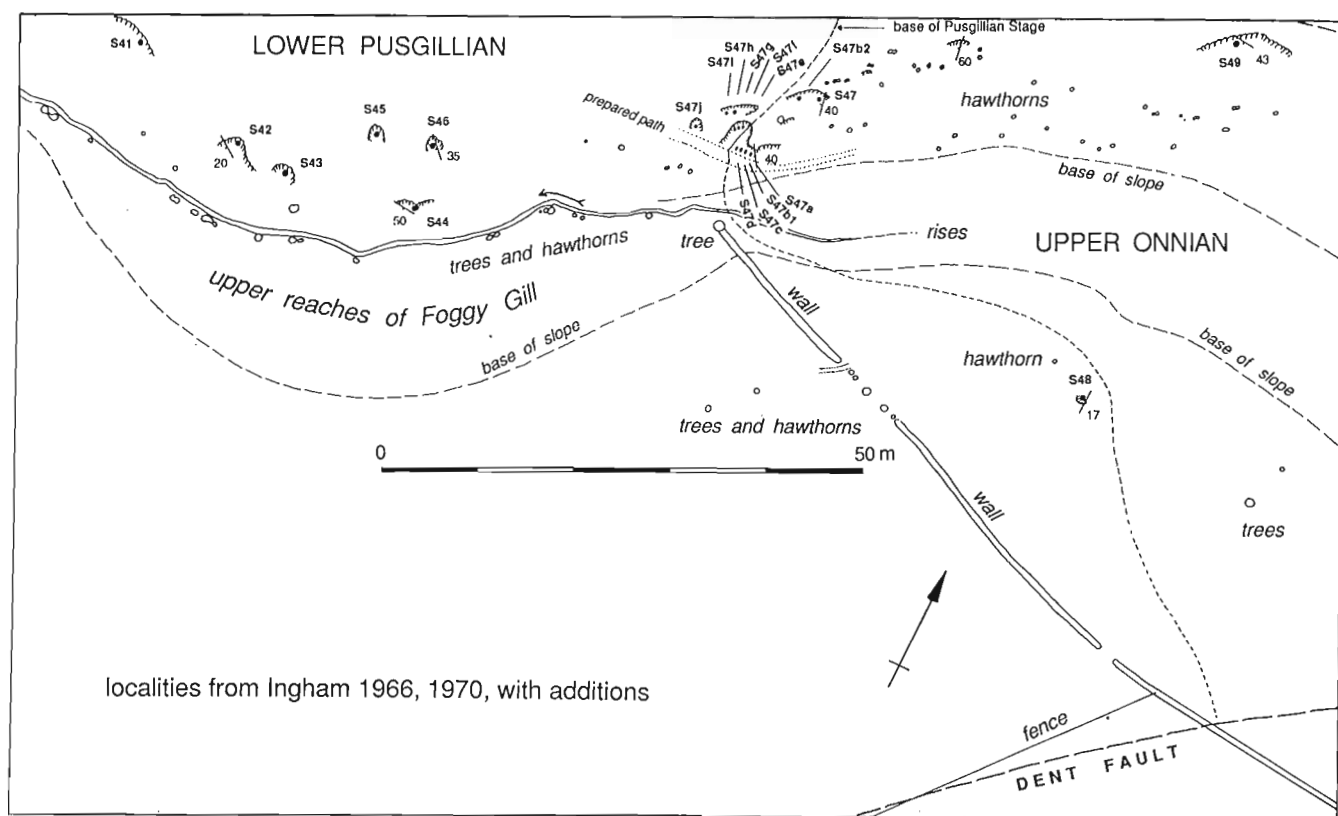 S41
LOWER PUSGILLIAN
base of Pusgillian Stage
S47h
S47g
S47f
S47i
S47e
S47b2
60
S49
43
S42
20
S43
S45
S46
35
S47j
prepared path
S47
40
hawthorns
40
base of slope
50
S44
S47a
S47b1
S47c
S47d
trees and hawthorns
tree
rises
UPPER ONNIAN
upper reaches of Foggy Gill
base of slope
wall
hawthorn
S48
17
base of slope
trees and hawthorns
0
50 m
wall
trees
localities from Ingham 1966, 1970, with additions
fence
DENT FAULT